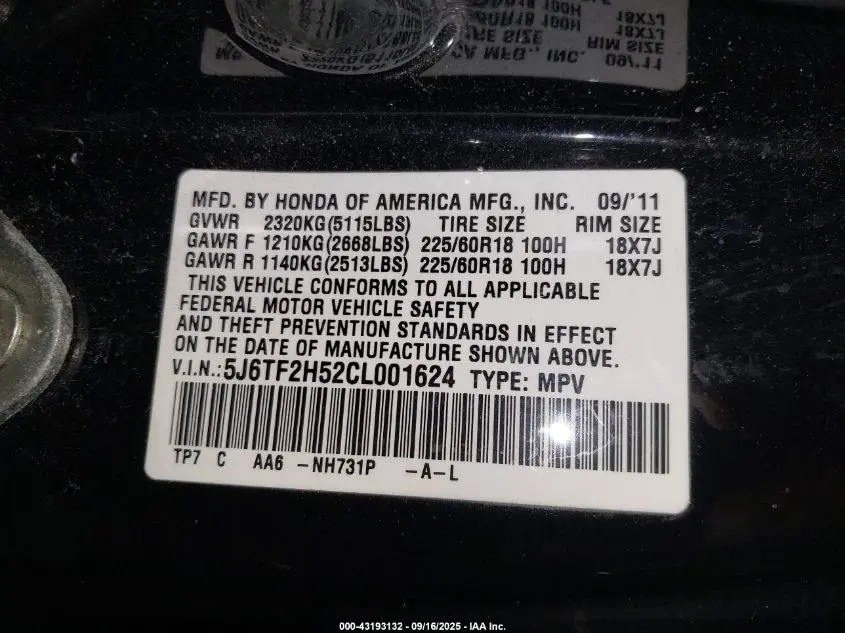 MFD. BY HONDA OF AMERICA MFG., INC. 09/'11
GVWR 2320KG(5115LBS) TIRE SIZE RIM SIZE
GAWR F 1210KG(2668LBS) 225/60R18 100H 18X7J
GAWR R 1140KG(2513LBS) 225/60R18 100H 18X7J
THIS VEHICLE CONFORMS TO ALL APPLICABLE
FEDERAL MOTOR VEHICLE SAFETY
AND THEFT PREVENTION STANDARDS IN EFFECT
ON THE DATE OF MANUFACTURE SHOWN ABOVE.
V.I.N.:5J6TF2H52CL001624 TYPE: MPV
TP7 C AA6 -NH731P -A-L
000-43193132 - 09/16/2025 - IAA Inc.